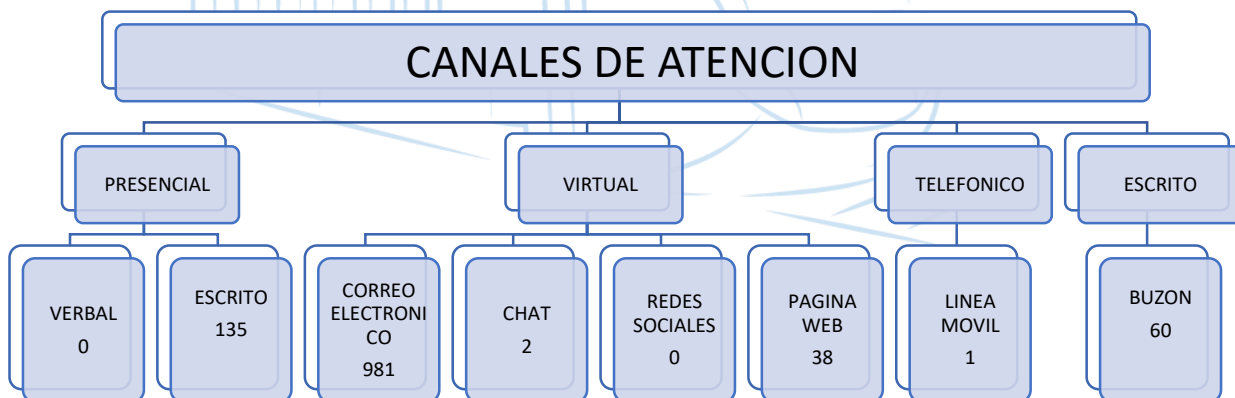 CANALES DE ATENCION
PRESENCIAL
VIRTUAL
TELEFONICO
ESCRITO
VERBAL
0
ESCRITO
135
CORREO
ELECTRONI
CO
981
CHAT
2
REDES
SOCIALES
0
PAGINA
WEB
38
LINEA
MOVIL
1
BUZON
60